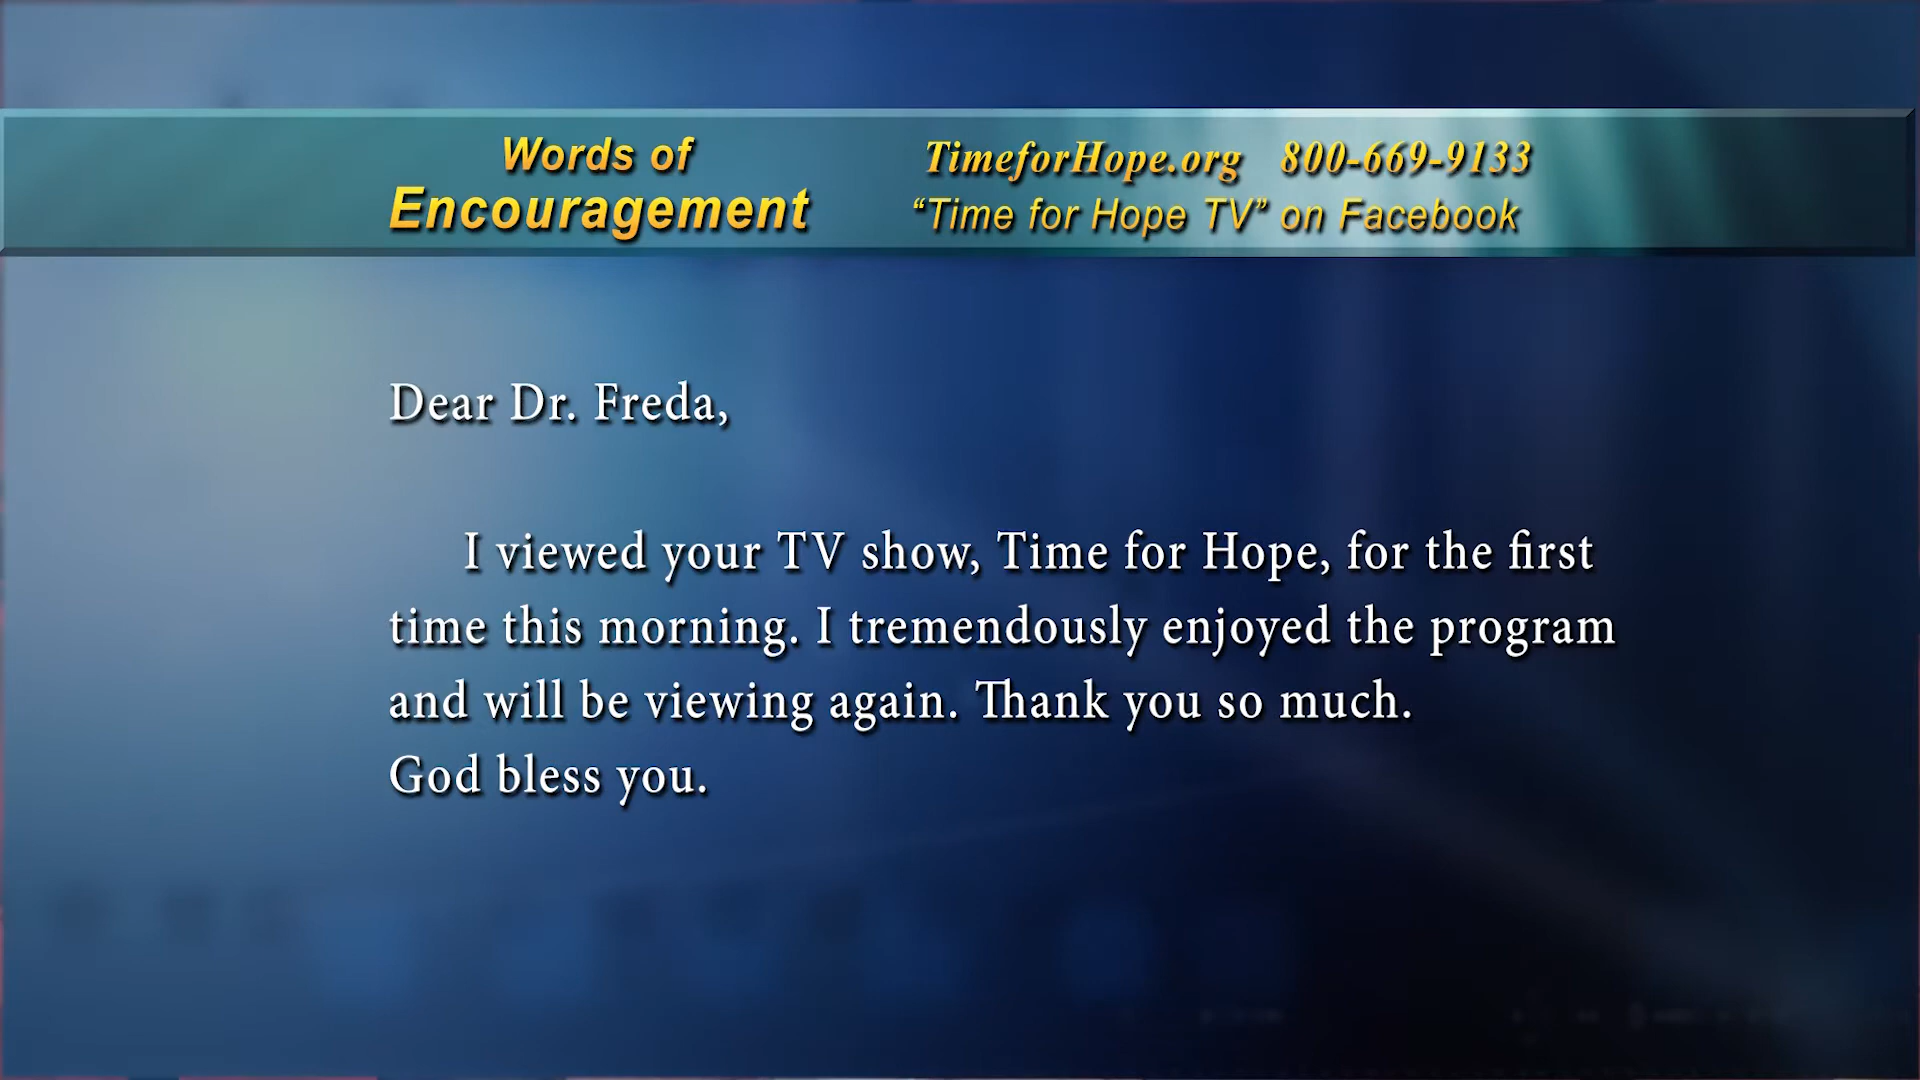 Words of
Encouragement
TimeforHope.org 800-669-9133
“Time for Hope TV” on Facebook
Dear Dr. Freda,
I viewed your TV show, Time for Hope, for the first
time this morning. I tremendously enjoyed the program
and will be viewing again. Thank you so much.
God bless you.